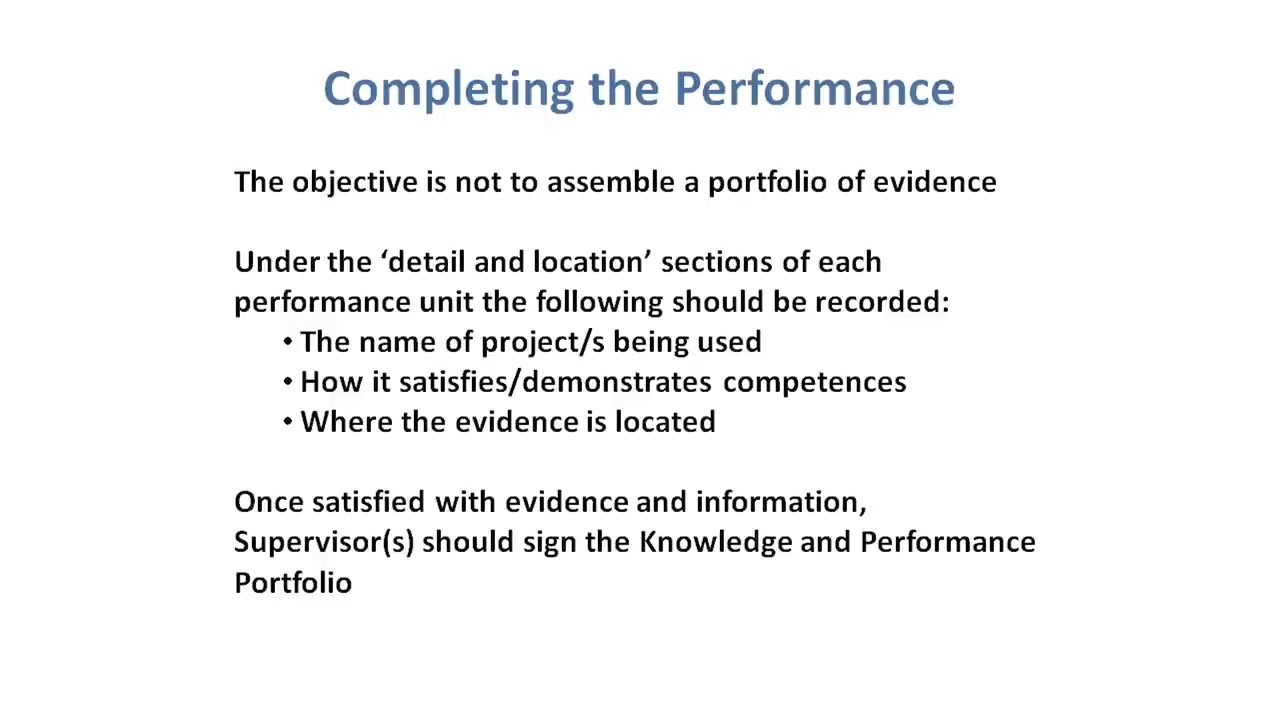 Completing the Performance
The objective is not to assemble a portfolio of evidence
Under the ‘detail and location’ sections of each
performance unit the following should be recorded:
• The name of project/s being used
• How it satisfies/demonstrates competences
• Where the evidence is located
Once satisfied with evidence and information,
Supervisor(s) should sign the Knowledge and Performance
Portfolio